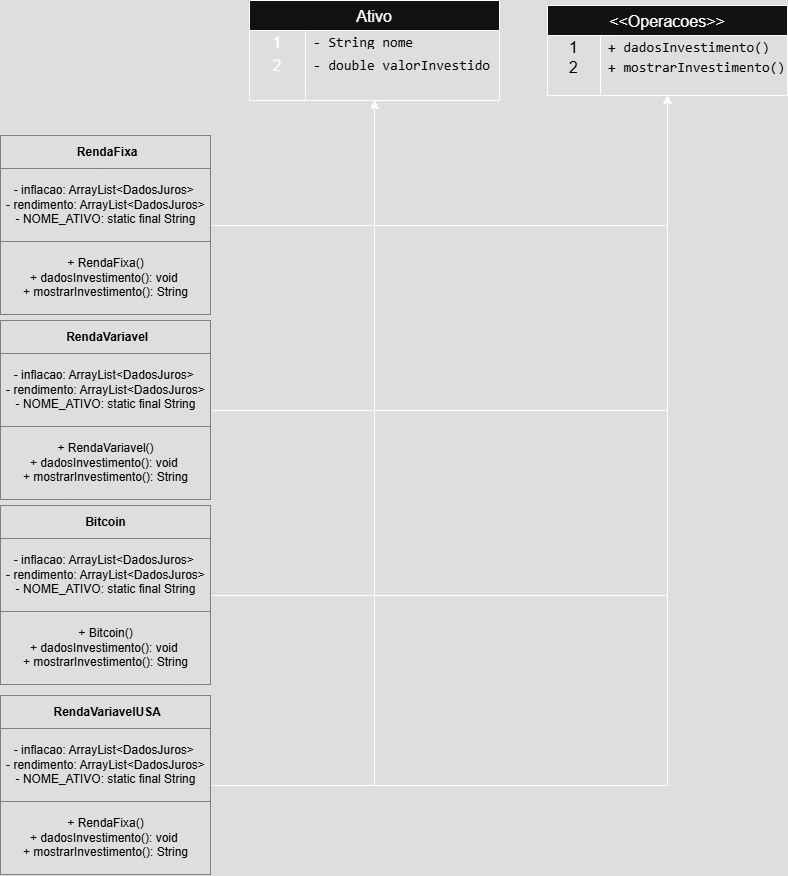 Ativo
1 - String nome
2 - double valorInvestido
<<Operacoes>>
1 + dadosInvestimento()
2 + mostrarInvestimento()
RendaFixa
- inflacao: ArrayList<DadosJuros>
- rendimento: ArrayList<DadosJuros>
- NOME_ATIVO: static final String
+ RendaFixa()
+ dadosInvestimento(): void
+ mostrarInvestimento(): String
RendaVariavel
- inflacao: ArrayList<DadosJuros>
- rendimento: ArrayList<DadosJuros>
- NOME_ATIVO: static final String
+ RendaVariavel()
+ dadosInvestimento(): void
+ mostrarInvestimento(): String
Bitcoin
- inflacao: ArrayList<DadosJuros>
- rendimento: ArrayList<DadosJuros>
- NOME_ATIVO: static final String
+ Bitcoin()
+ dadosInvestimento(): void
+ mostrarInvestimento(): String
RendaVariavelUSA
- inflacao: ArrayList<DadosJuros>
- rendimento: ArrayList<DadosJuros>
- NOME_ATIVO: static final String
+ RendaFixa()
+ dadosInvestimento(): void
+ mostrarInvestimento(): String